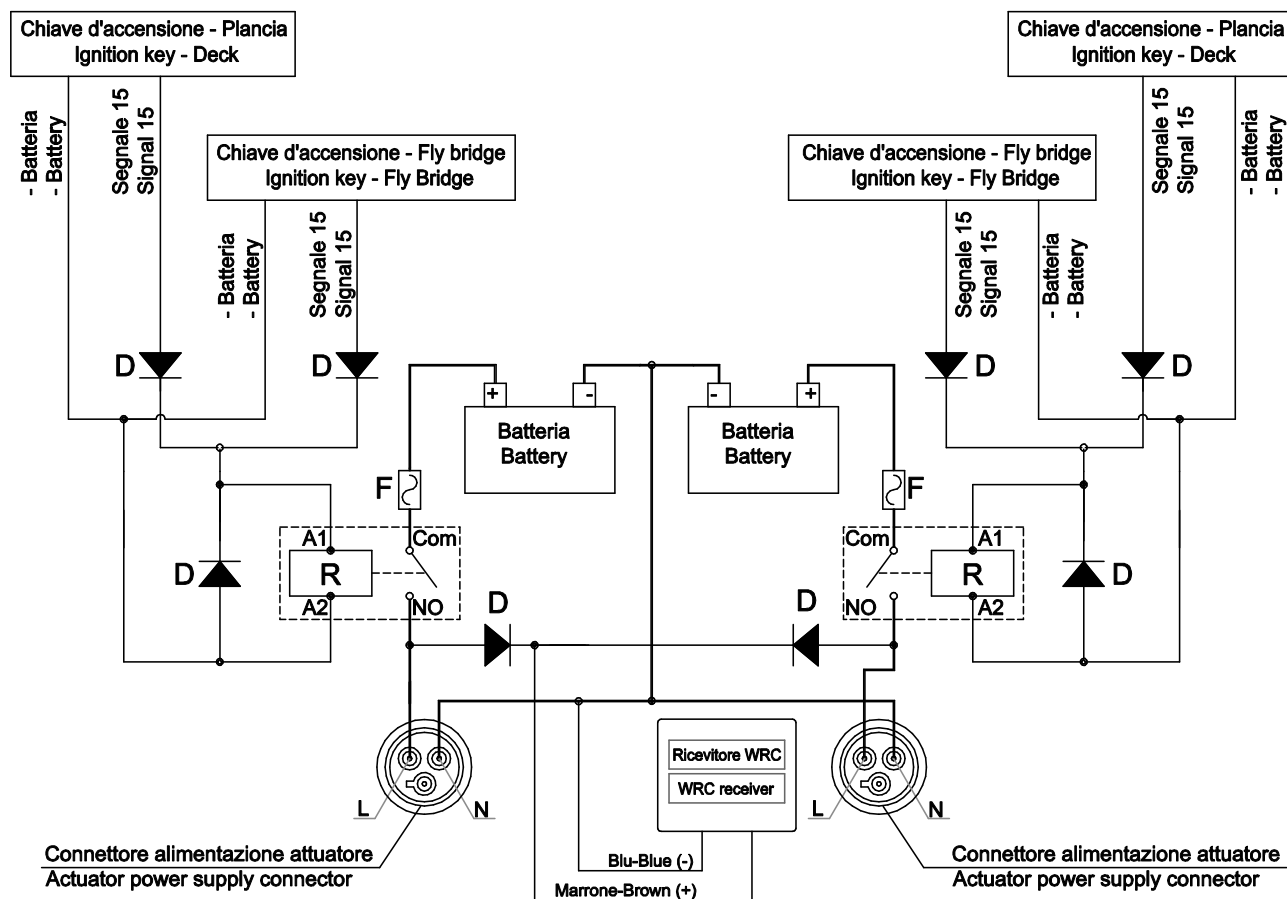 Chiave d'accensione - Plancia
Ignition key - Deck
Chiave d'accensione - Plancia
Ignition key - Deck
- Batteria
- Battery
Segnale 15
Signal 15
Segnale 15
Signal 15
- Batteria
- Battery
Chiave d'accensione - Fly bridge
Ignition key - Fly Bridge
Chiave d'accensione - Fly bridge
Ignition key - Fly Bridge
- Batteria
- Battery
Segnale 15
Signal 15
Segnale 15
Signal 15
- Batteria
- Battery
D
D
D
D
+
-
-
+
Batteria
Battery
Batteria
Battery
F
F
A1
Com
Com
A1
D
R
R
D
A2
NO
NO
A2
D
D
Ricevitore WRC
WRC receiver
L
N
L
N
Connettore alimentazione attuatore
Actuator power supply connector
Blu-Blue (-)
Marrone-Brown (+)
Connettore alimentazione attuatore
Actuator power supply connector